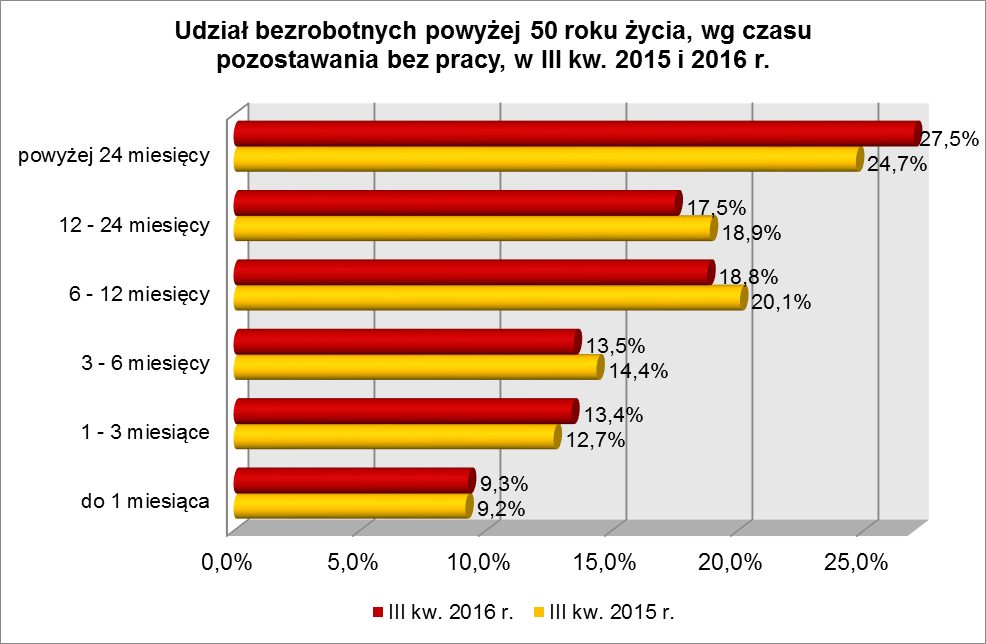 Udział bezrobotnych powyżej 50 roku życia, wg czasu
pozostawania bez pracy, w III kw. 2015 i 2016 r.
powyżej 24 miesięcy
27,5%
24,7%
12 - 24 miesięcy
17,5%
18,9%
6 - 12 miesięcy
18,8%
20,1%
3 - 6 miesięcy
13,5%
14,4%
1 - 3 miesiące
13,4%
12,7%
do 1 miesiąca
9,3%
9,2%
0,0% 5,0% 10,0% 15,0% 20,0% 25,0%
III kw. 2016 r. III kw. 2015 r.